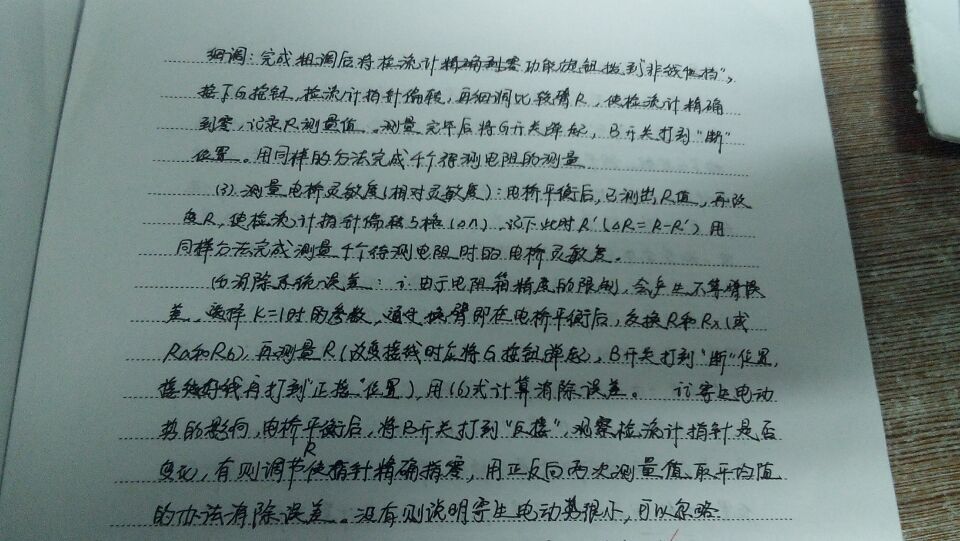 细调：完成粗调后将检流计精确到零功取旋钮拨到"非线性档"，
按下G按钮，检流计指针偏转，再细调比较臂R，使检流计精确
到零，记录R测量值。测量完毕后将G开关弹起，B开关打到"断"
位置。用同样的方法完成4个待测电阻的测量
(3).测量电桥灵敏度(相对灵敏度)：电桥平衡后，已测出R值，再改
变R，使检流计指针偏转5格(△n)，记下此时R'(△R=R-R')用
同样方法完成测量4个待测电阻时的电桥灵敏度。
消除系统误差：i.由于电阻箱精度的限制，会产生不等臂误
差，选择K=1时的参数，通过换臂即在电桥平衡后，交换R和Rx(或
Ra和Rb)，再测量R(改变接线时应将G按钮弹起，B开关打到"断"位置，
接好线再打到"正接"位置)，用(6)式计算消除误差。 ii寄生电动
势的影响，电桥平衡后，将B开关打到"反接"，观察检流计指针是否
变化，有则调节R使指针精确指零，用正反向两次测量值取平均值
的办法消除误差。没有则说明寄生电动势很小，可以忽略